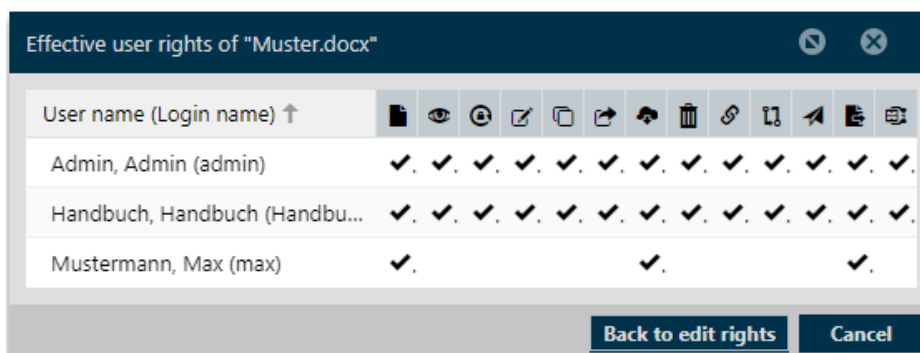 Effective user rights of "Muster.docx"
User name (Login name)
Admin, Admin (admin)
Handbuch, Handbuch (Handbu...
Mustermann, Max (max)
Back to edit rights Cancel